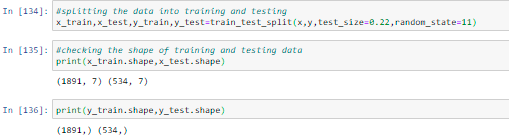 In [134]: #splitting the data into training and testing
x_train,x_test,y_train,y_test=train_test_split(x,y,test_size=0.22,random_state=11)
In [135]: #checking the shape of training and testing data
print(x_train.shape,x_test.shape)
(1891, 7) (534, 7)
In [136]: print(y_train.shape,y_test.shape)
(1891,) (534,)